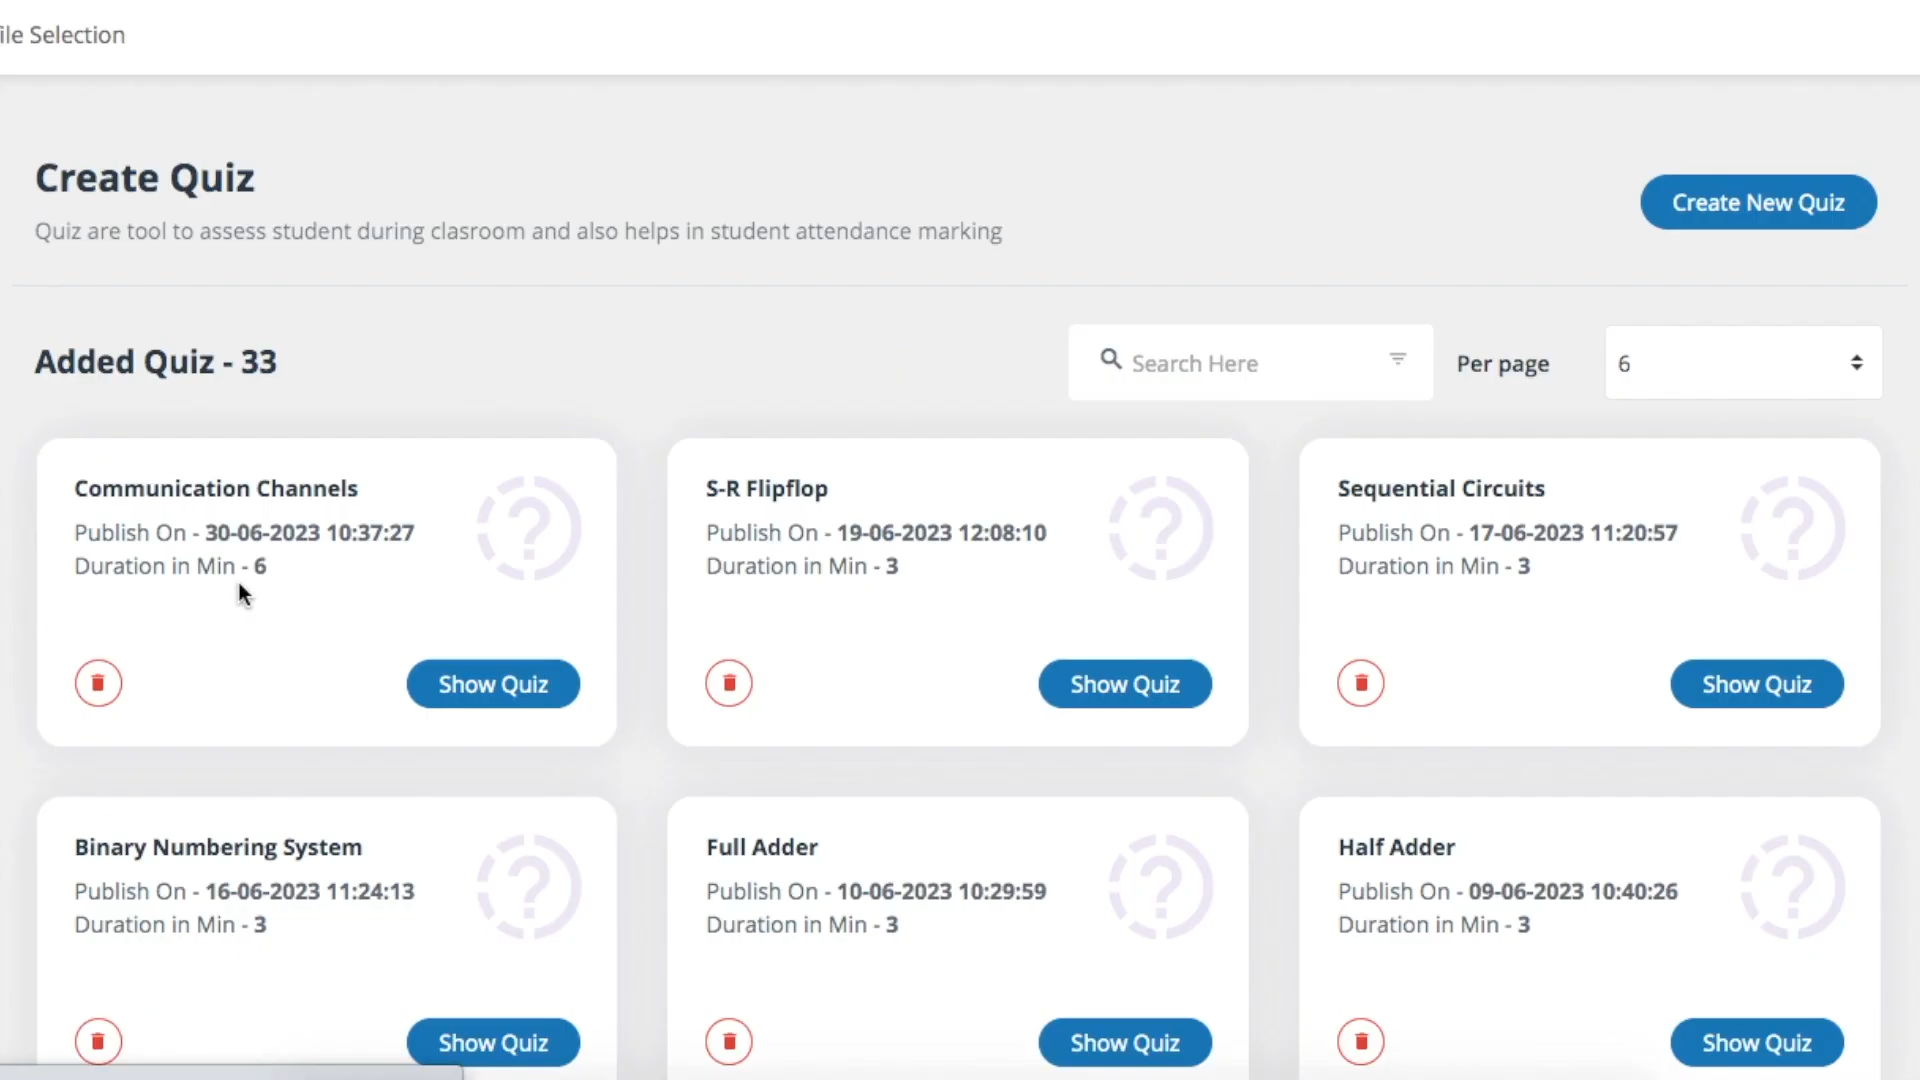 ile Selection
Create Quiz
Create New Quiz
Quiz are tool to assess student during clasroom and also helps in student attendance marking
Added Quiz - 33
Search Here
Per page
6
Communication Channels
Publish On - 30-06-2023 10:37:27
Duration in Min - 6
Show Quiz
S-R Flipflop
Publish On - 19-06-2023 12:08:10
Duration in Min - 3
Show Quiz
Sequential Circuits
Publish On - 17-06-2023 11:20:57
Duration in Min - 3
Show Quiz
Binary Numbering System
Publish On - 16-06-2023 11:24:13
Duration in Min - 3
Show Quiz
Full Adder
Publish On - 10-06-2023 10:29:59
Duration in Min - 3
Show Quiz
Half Adder
Publish On - 09-06-2023 10:40:26
Duration in Min - 3
Show Quiz